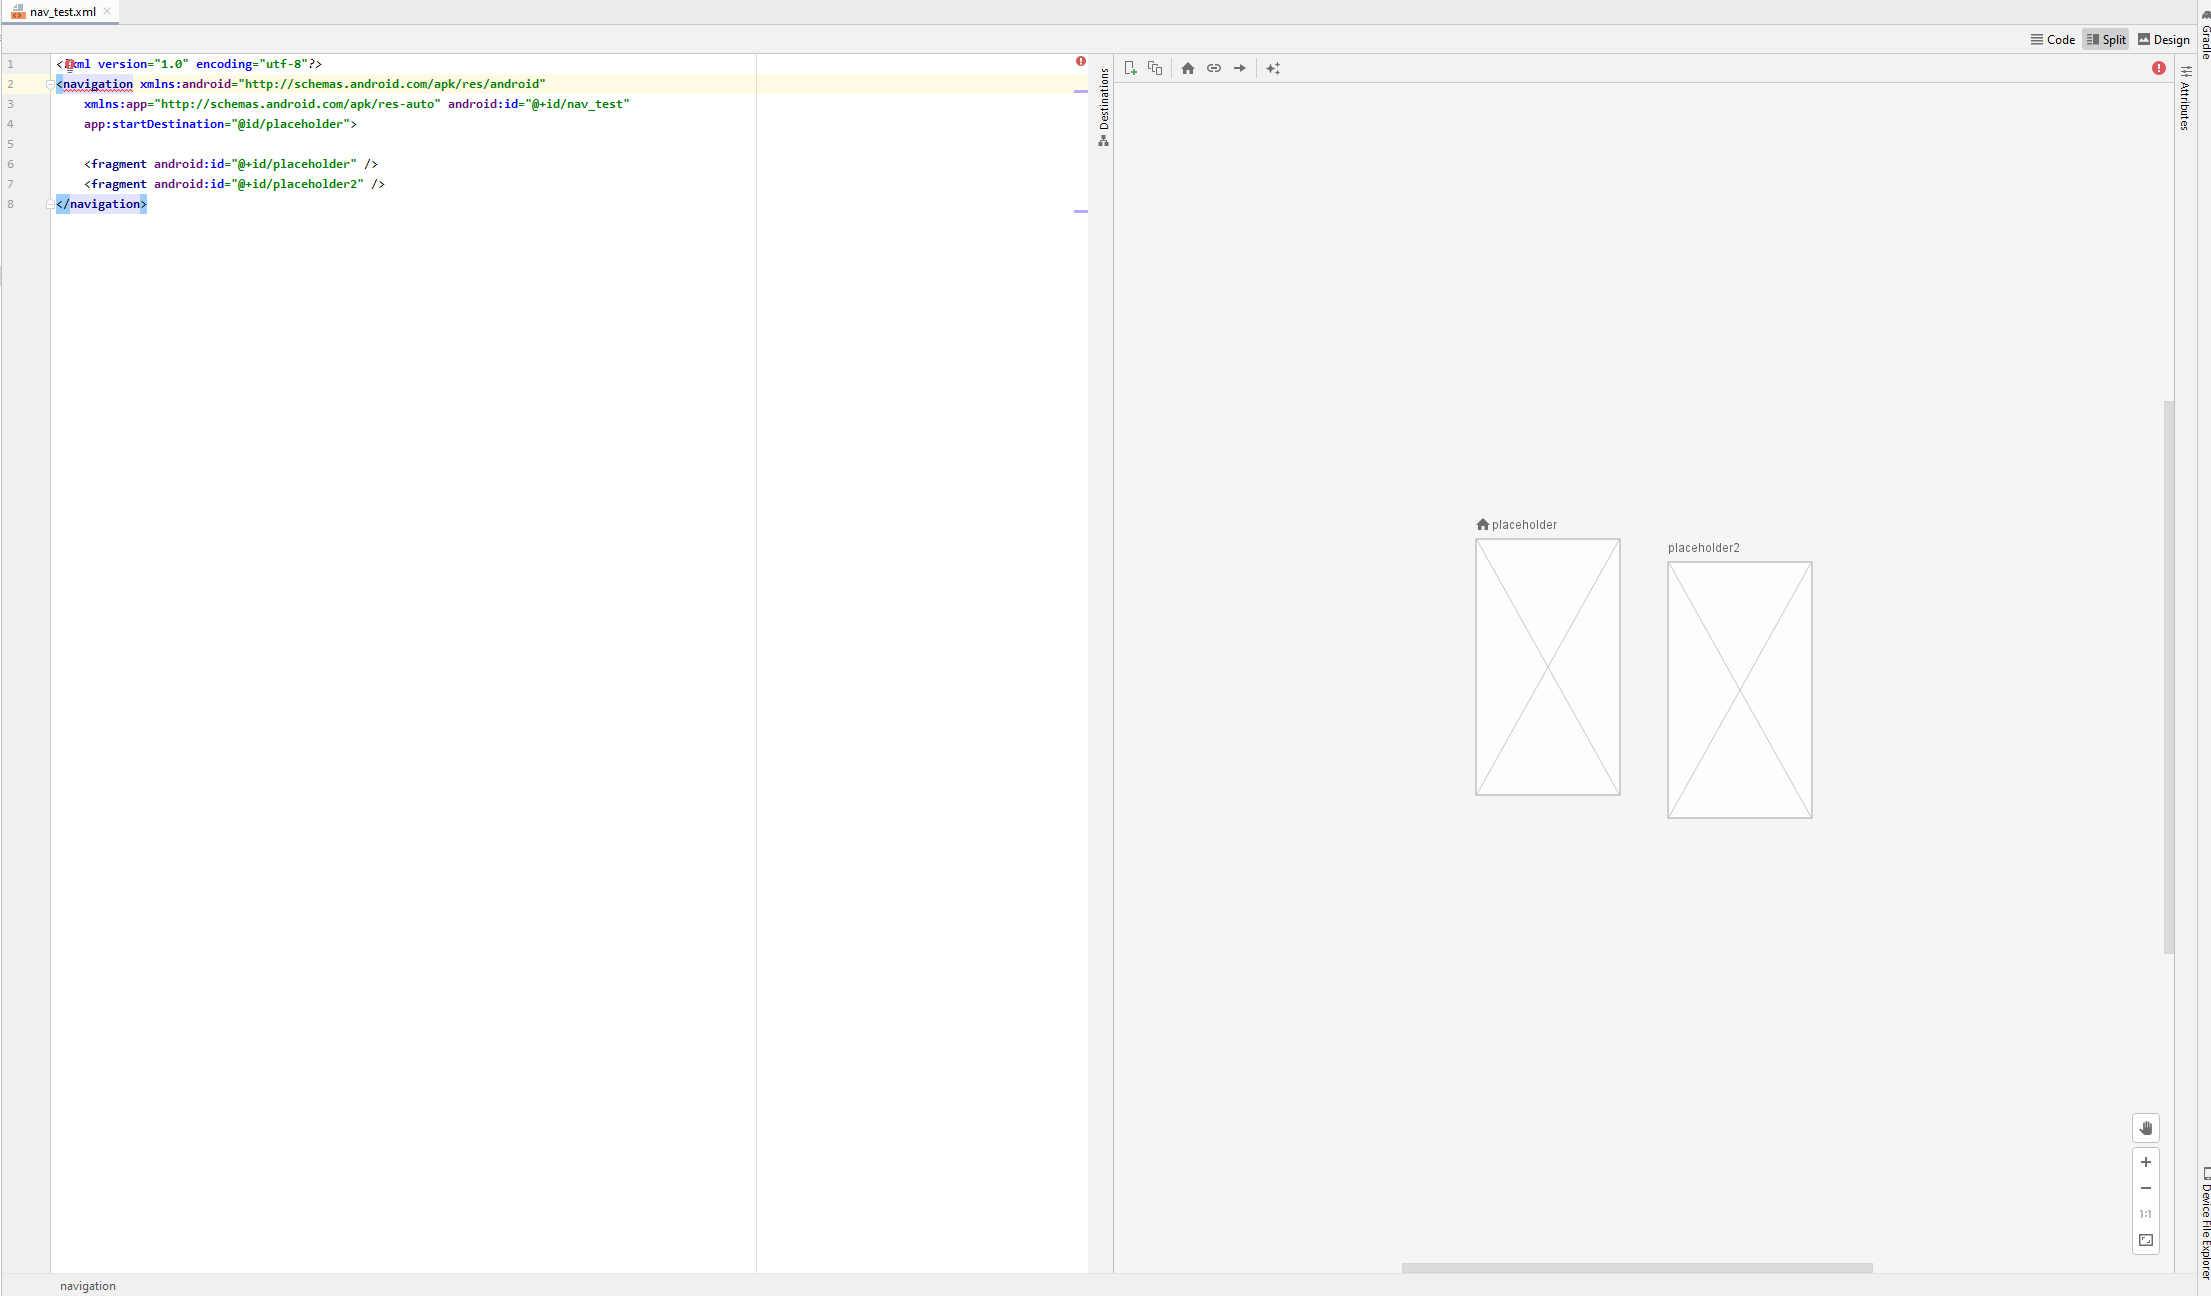 nav_test.xml
Code Split Design
Gradle
1 <?xml version="1.0" encoding="utf-8"?>
2 <navigation xmlns:android="http://schemas.android.com/apk/res/android"
3 xmlns:app="http://schemas.android.com/apk/res-auto" android:id="@+id/nav_test"
4 app:startDestination="@id/placeholder">
5
6 <fragment android:id="@+id/placeholder" />
7 <fragment android:id="@+id/placeholder2" />
8 </navigation>
Destinations
Attributes
placeholder
placeholder2
1:1
Device File Explorer
navigation